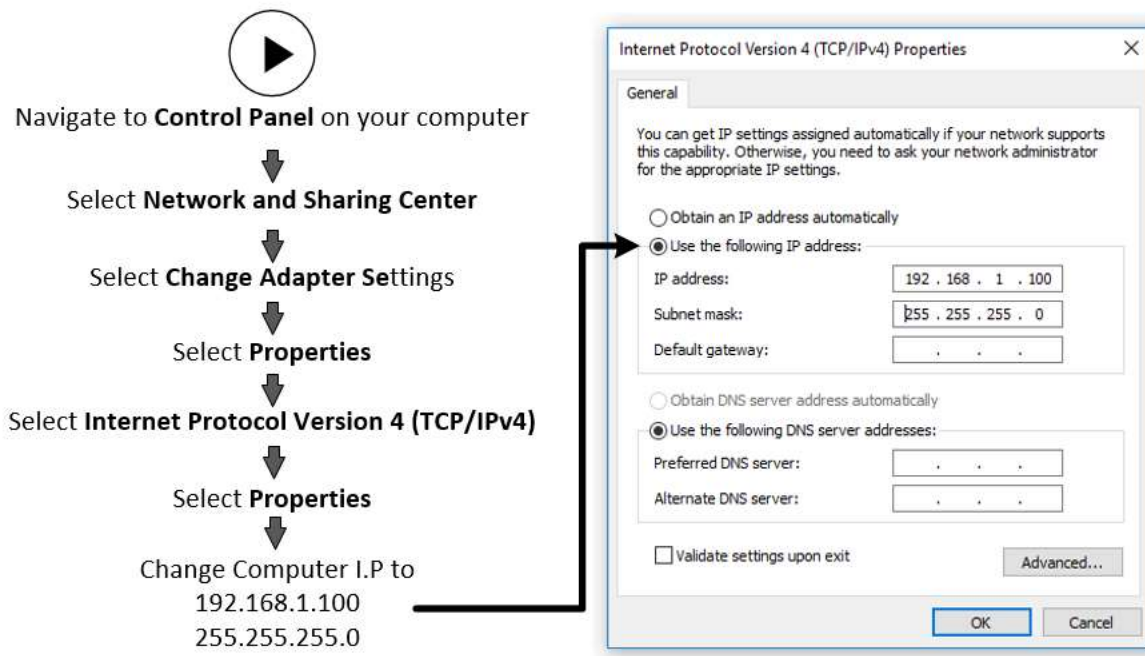 Navigate to Control Panel on your computer
Select Network and Sharing Center
Select Change Adapter Settings
Select Properties
Select Internet Protocol Version 4 (TCP/IPv4)
Select Properties
Change Computer I.P to
192.168.1.100
255.255.255.0
Internet Protocol Version 4 (TCP/IPv4) Properties
General
You can get IP settings assigned automatically if your network supports
this capability. Otherwise, you need to ask your network administrator
for the appropriate IP settings.
Obtain an IP address automatically
Use the following IP address:
IP address: 192 . 168 . 1 . 100
Subnet mask: 255 . 255 . 255 . 0
Default gateway: . . .
Obtain DNS server address automatically
Use the following DNS server addresses:
Preferred DNS server: . . .
Alternate DNS server: . . .
Validate settings upon exit
Advanced...
OK Cancel